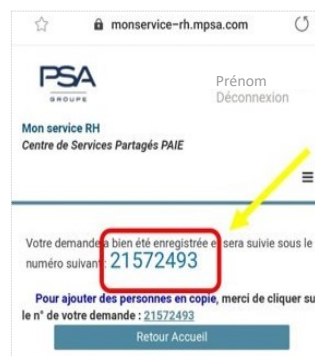 monservice-rh.mpsa.com
PSA
GROUPE
Prénom
Déconnexion
Mon service RH
Centre de Services Partagés PAIE
Votre demande a bien été enregistrée et sera suivie sous le
numéro suivant : 21572493
Pour ajouter des personnes en copie, merci de cliquer su
le n° de votre demande : 21572493
Retour Accueil